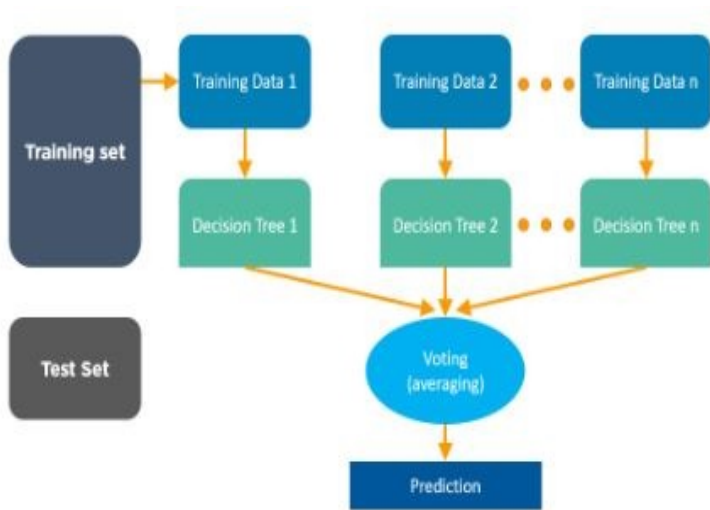 Training set
Training Data 1
Training Data 2
Training Data n
Decision Tree 1
Decision Tree 2
Decision Tree n
Test Set
Voting
(averaging)
Prediction